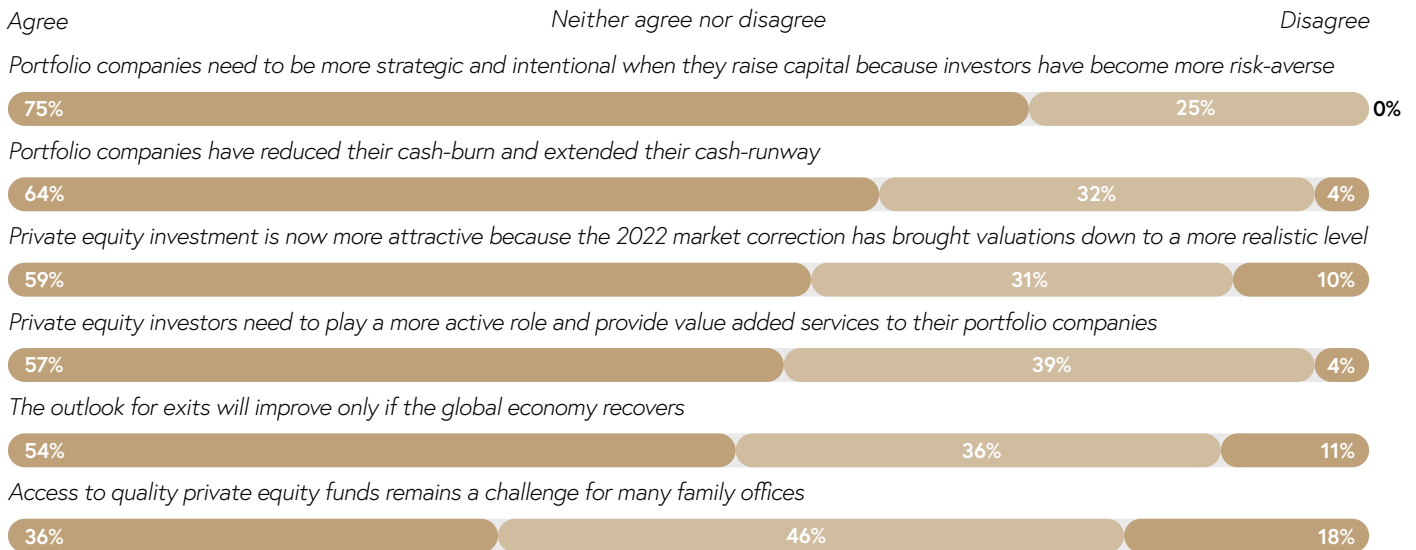 Agree Neither agree nor disagree Disagree
Portfolio companies need to be more strategic and intentional when they raise capital because investors have become more risk-averse
75% 25% 0%
Portfolio companies have reduced their cash-burn and extended their cash-runway
64% 32% 4%
Private equity investment is now more attractive because the 2022 market correction has brought valuations down to a more realistic level
59% 31% 10%
Private equity investors need to play a more active role and provide value added services to their portfolio companies
57% 39% 4%
The outlook for exits will improve only if the global economy recovers
54% 36% 11%
Access to quality private equity funds remains a challenge for many family offices
36% 46% 18%